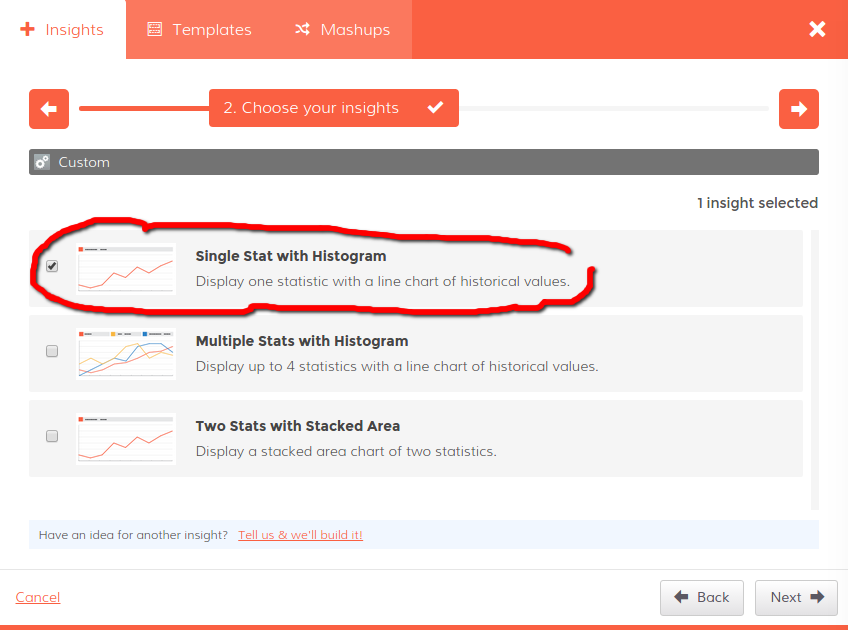 Insights
Templates
Mashups
2. Choose your insights
Custom
1 insight selected
Single Stat with Histogram
Display one statistic with a line chart of historical values.
Multiple Stats with Histogram
Display up to 4 statistics with a line chart of historical values.
Two Stats with Stacked Area
Display a stacked area chart of two statistics.
Have an idea for another insight? Tell us & we'll build it!
Cancel
Back
Next